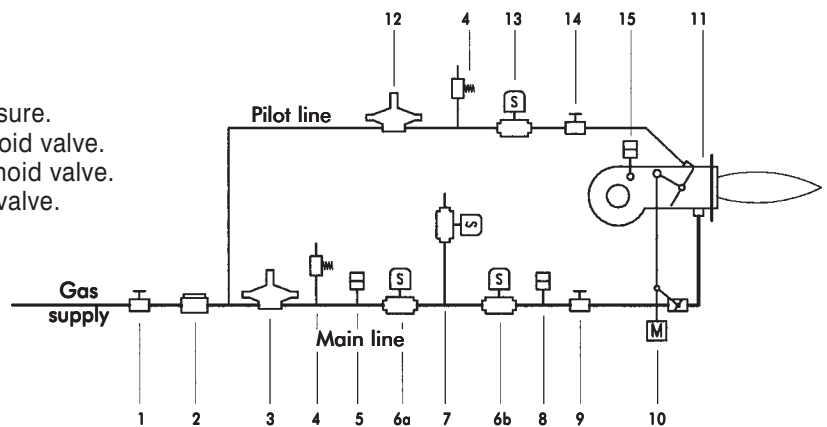 12 4 13 14 15 11
sure.
oid valve.
noid valve.
valve.
Pilot line
S
S
Gas
supply
S
S
Main line
M
1 2 3 4 5 6a 7 6b 8 9 10